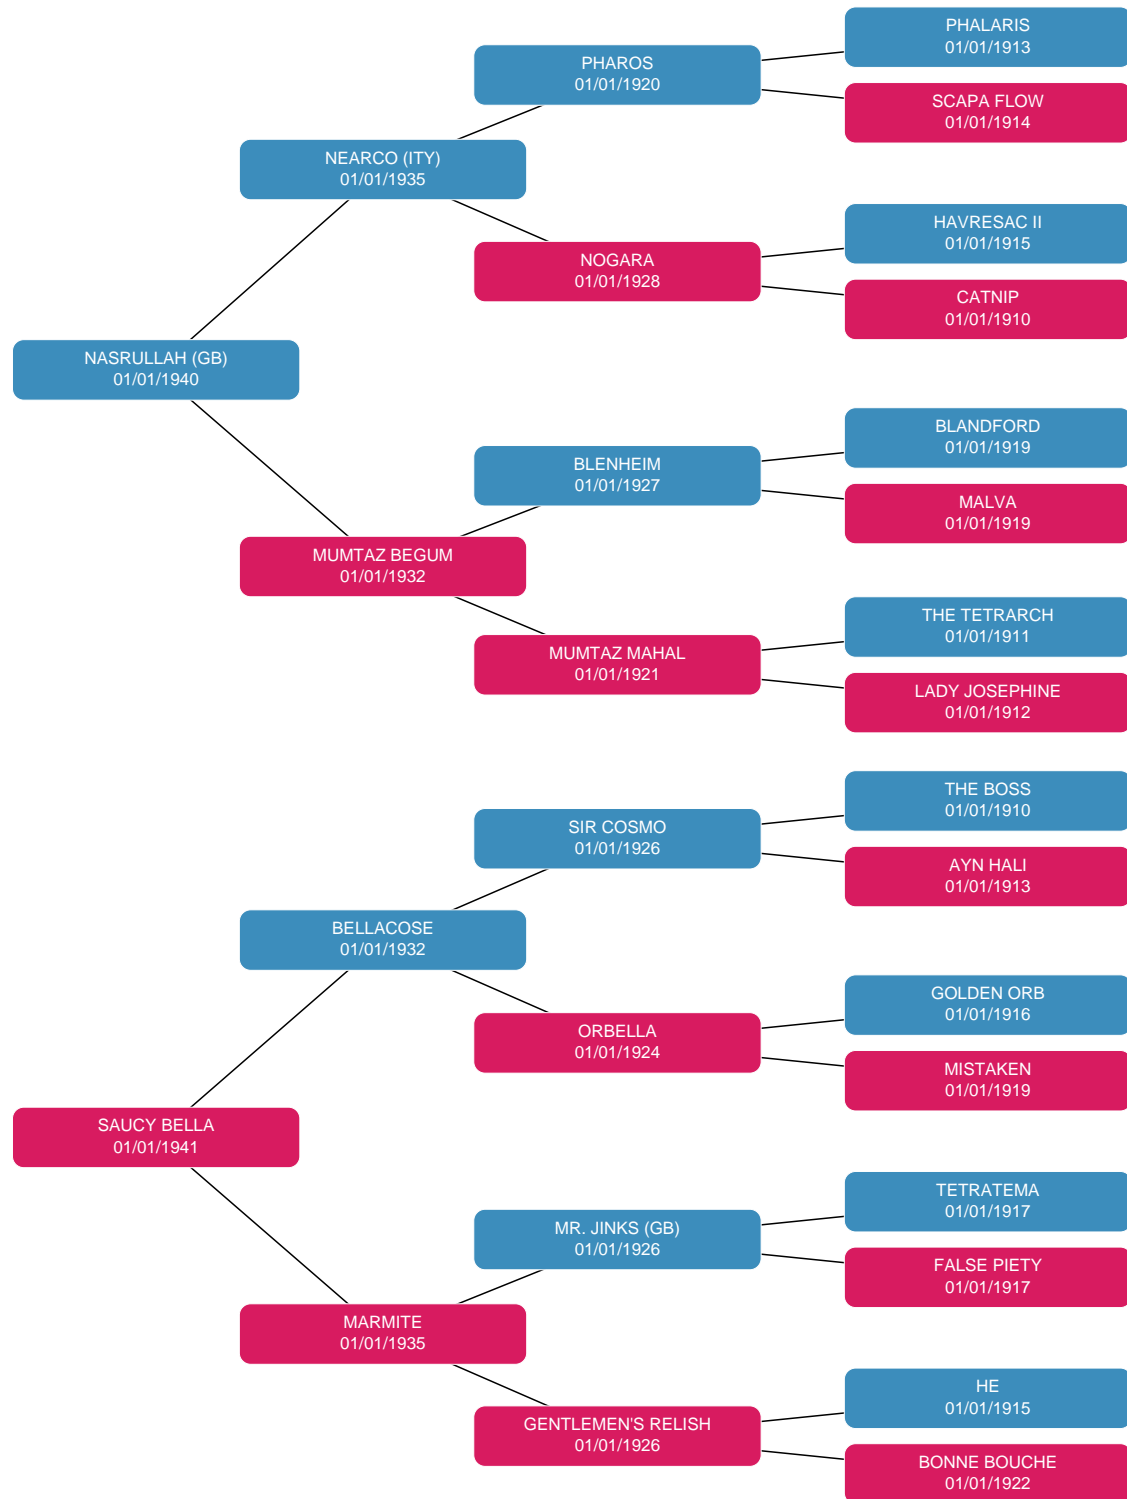 PHALARIS
01/01/1913
PHAROS
01/01/1920
SCAPA FLOW
01/01/1914
NEARCO (ITY)
01/01/1935
HAVRESAC II
01/01/1915
NOGARA
01/01/1928
CATNIP
01/01/1910
NASRULLAH (GB)
01/01/1940
BLANDFORD
01/01/1919
BLENHEIM
01/01/1927
MALVA
01/01/1919
MUMTAZ BEGUM
01/01/1932
THE TETRARCH
01/01/1911
MUMTAZ MAHAL
01/01/1921
LADY JOSEPHINE
01/01/1912
THE BOSS
01/01/1910
SIR COSMO
01/01/1926
AYN HALI
01/01/1913
BELLACOSE
01/01/1932
GOLDEN ORB
01/01/1916
ORBELLA
01/01/1924
MISTAKEN
01/01/1919
SAUCY BELLA
01/01/1941
TETRATEMA
01/01/1917
MR. JINKS (GB)
01/01/1926
FALSE PIETY
01/01/1917
MARMITE
01/01/1935
HE
01/01/1915
GENTLEMEN'S RELISH
01/01/1926
BONNE BOUCHE
01/01/1922